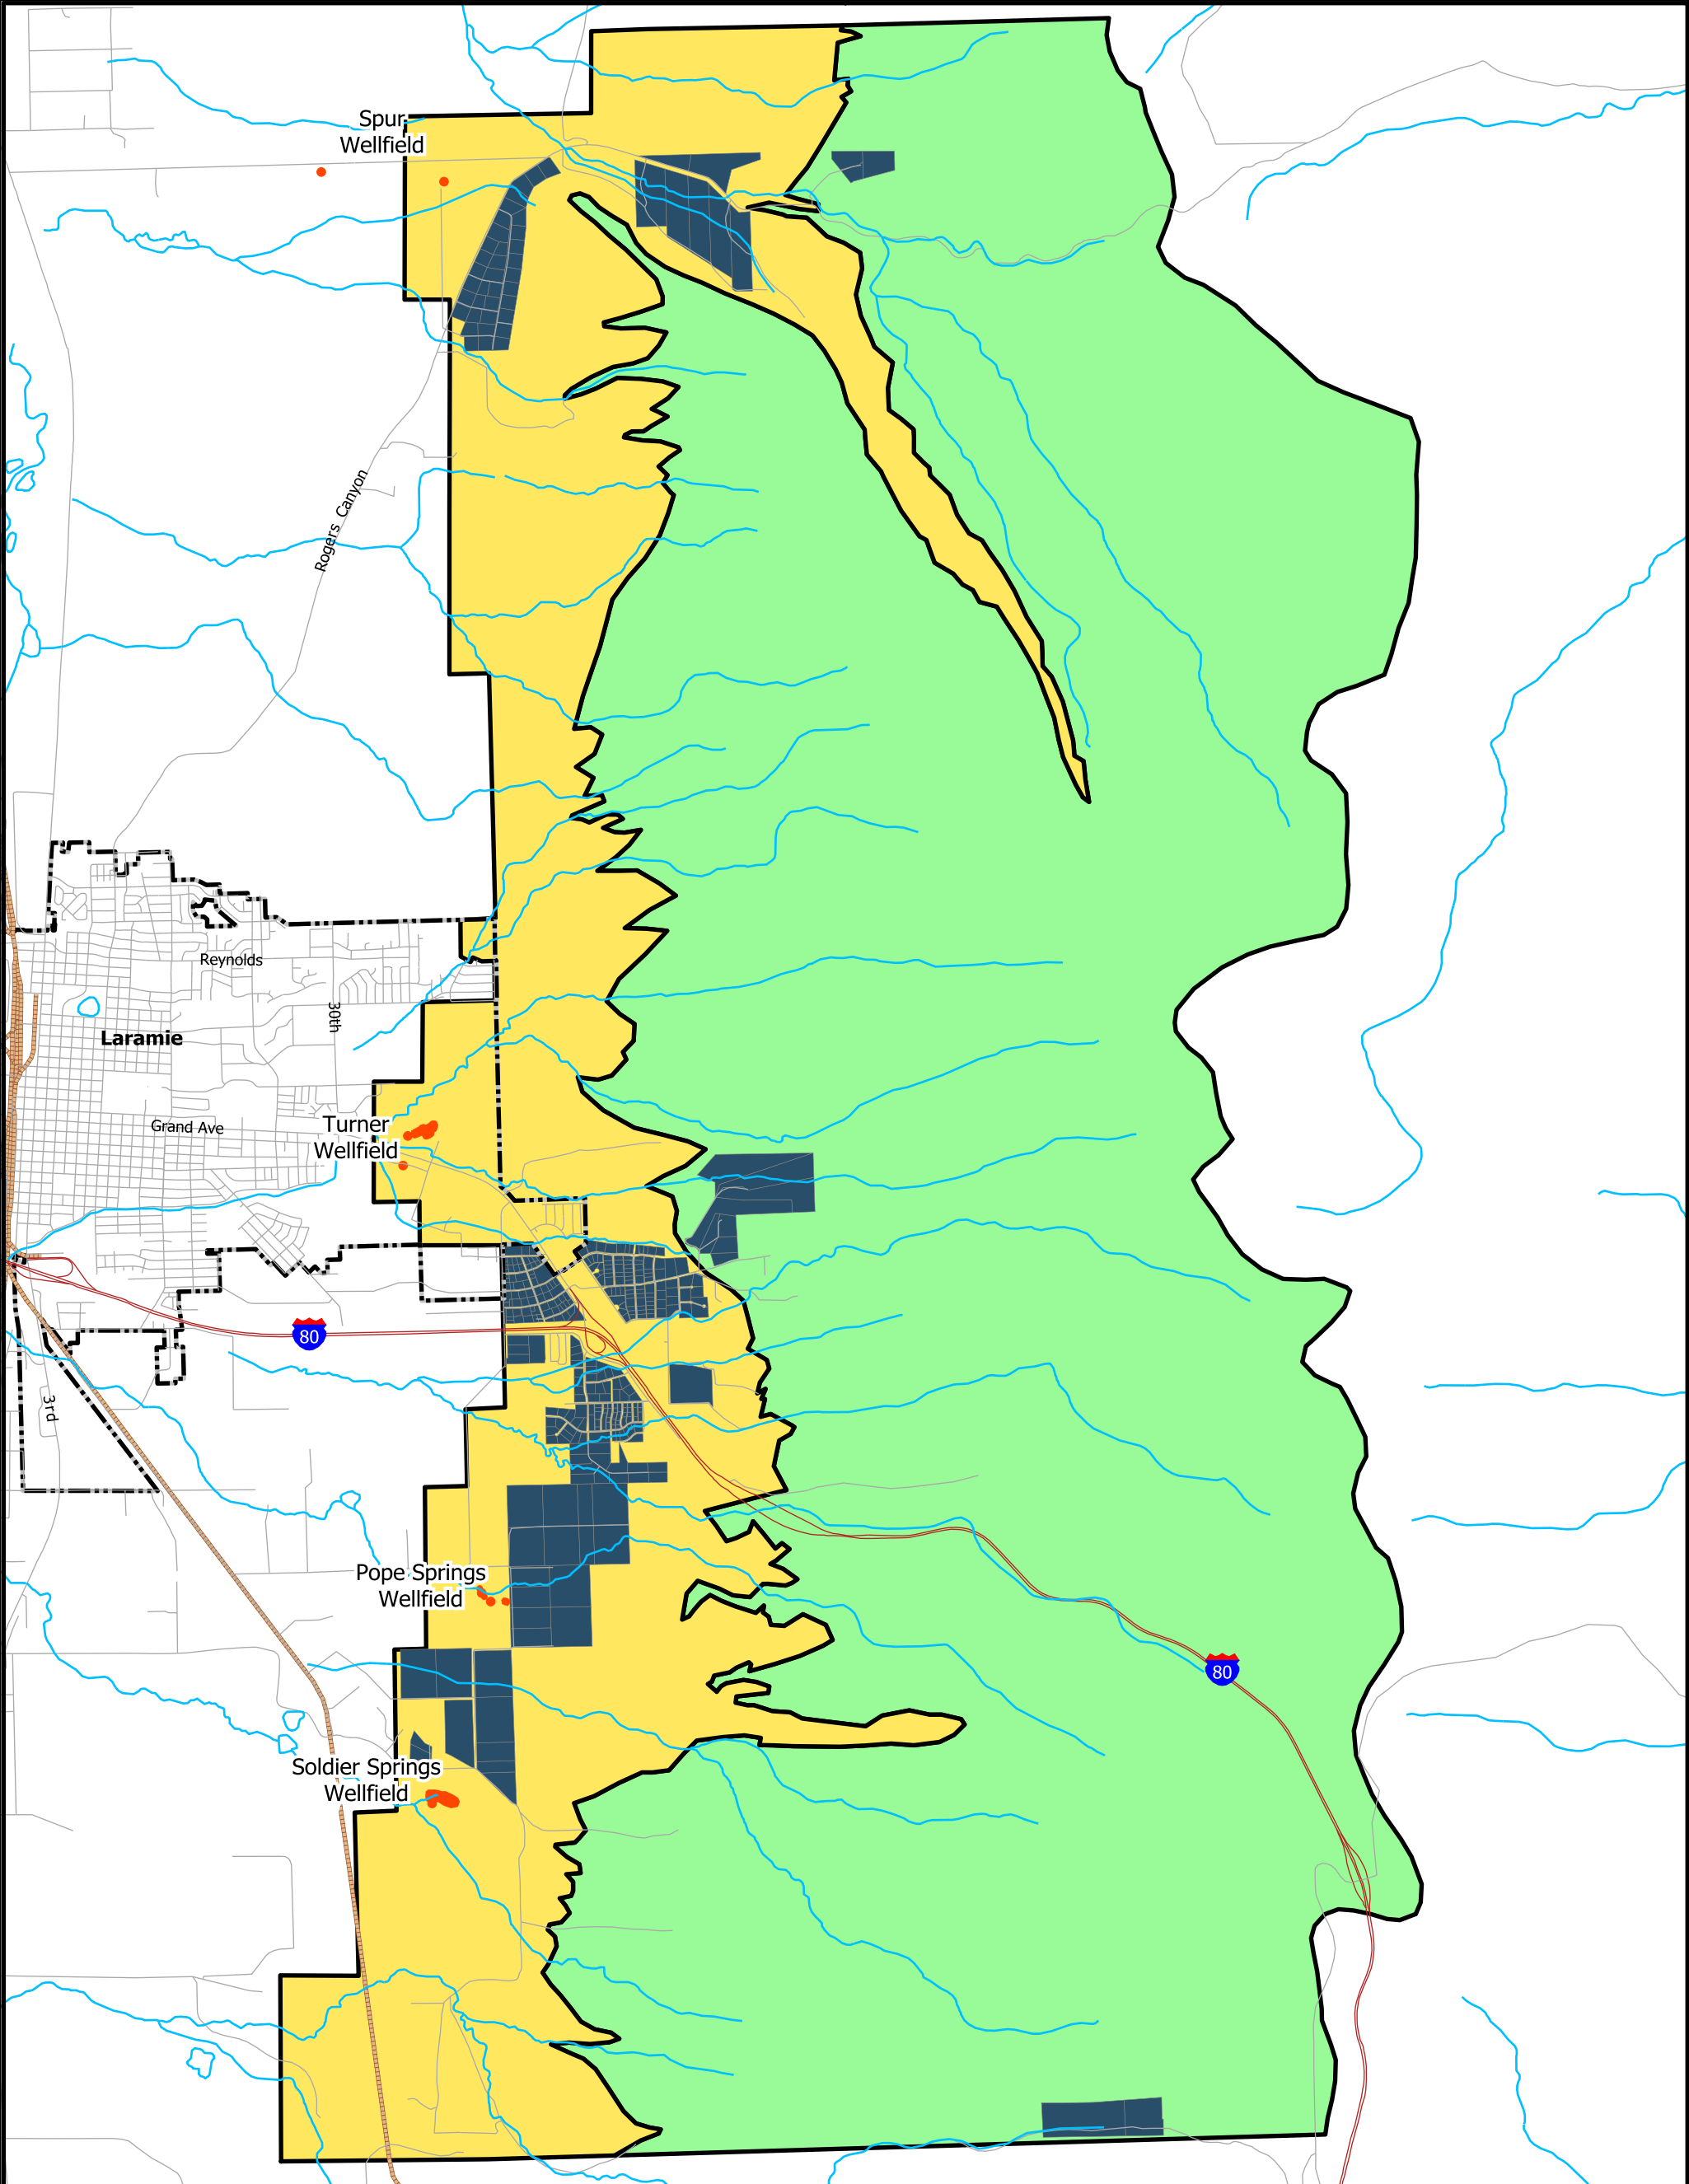 Spur
Wellfield
Rogers Canyon
Reynolds
30th
Laramie
Grand Ave
Turner
Wellfield
80
3rd
Pope Springs
Wellfield
80
Soldier Springs
Wellfield